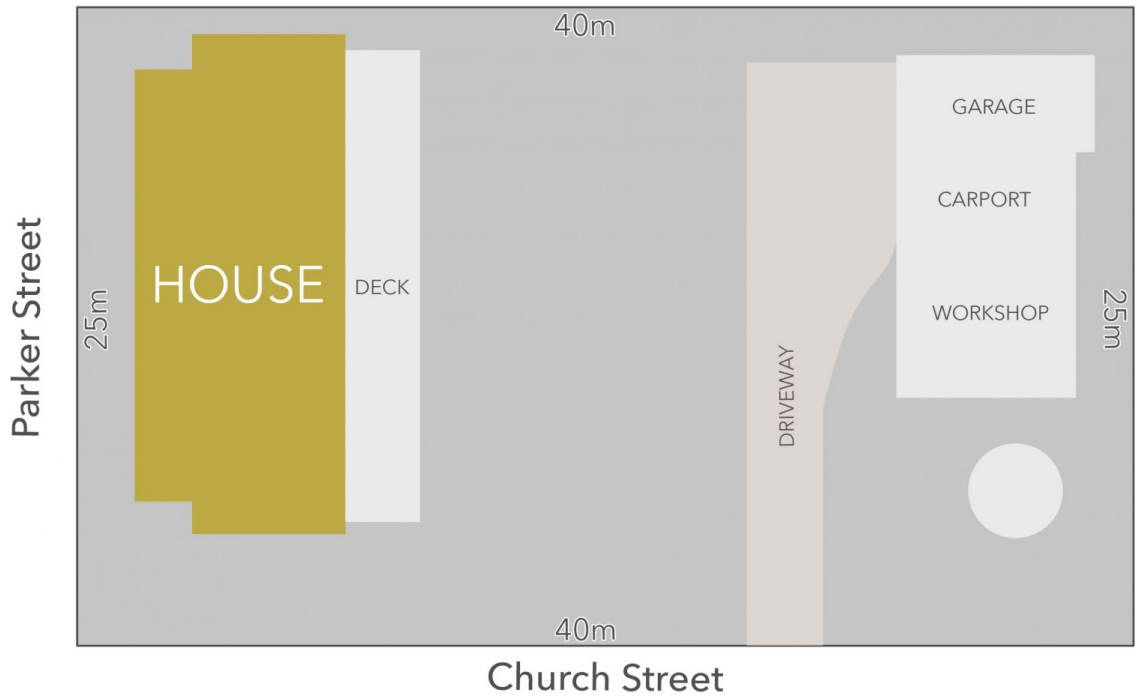 40m
GARAGE
CARPORT
HOUSE
DECK
WORKSHOP
Parker Street
25m
25m
DRIVEWAY
40m
Church Street